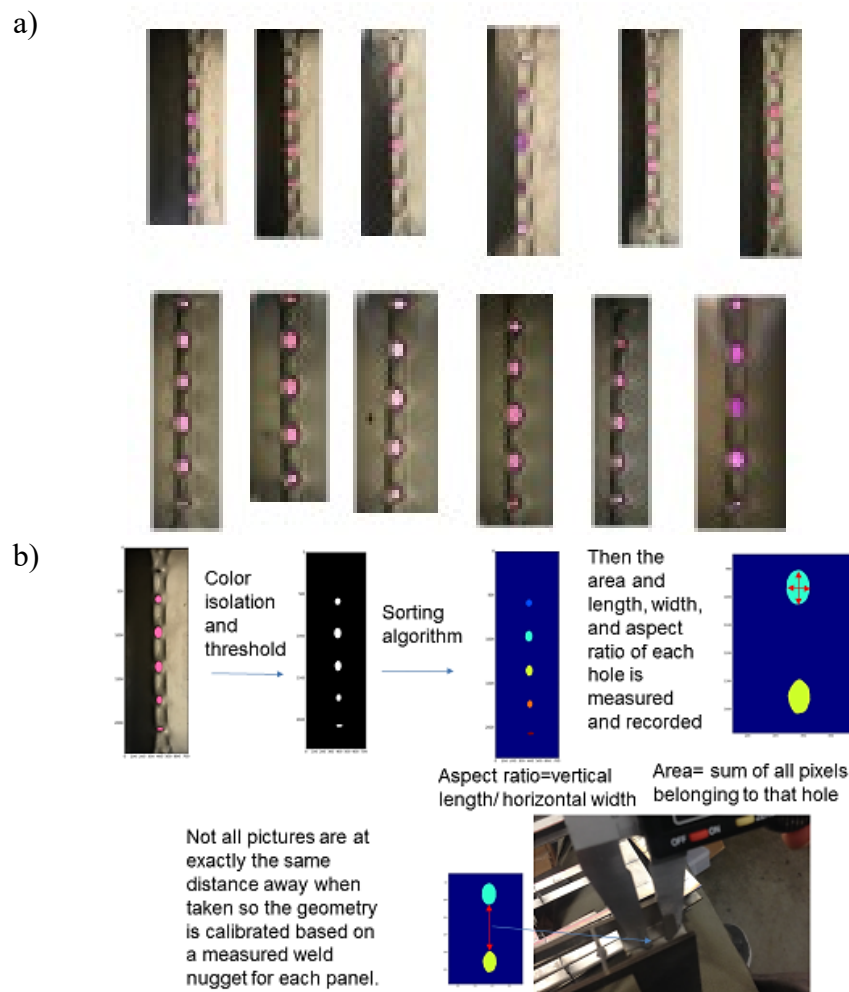 a)
b)
Color
isolation
and
threshold
Sorting
algorithm
Then the
area and
length, width,
and aspect
ratio of each
hole is
measured
and recorded
Aspect ratio=vertical
length/ horizontal width
Area= sum of all pixels
belonging to that hole
Not all pictures are at
exactly the same
distance away when
taken so the geometry
is calibrated based on
a measured weld
nugget for each panel.
OFF ON